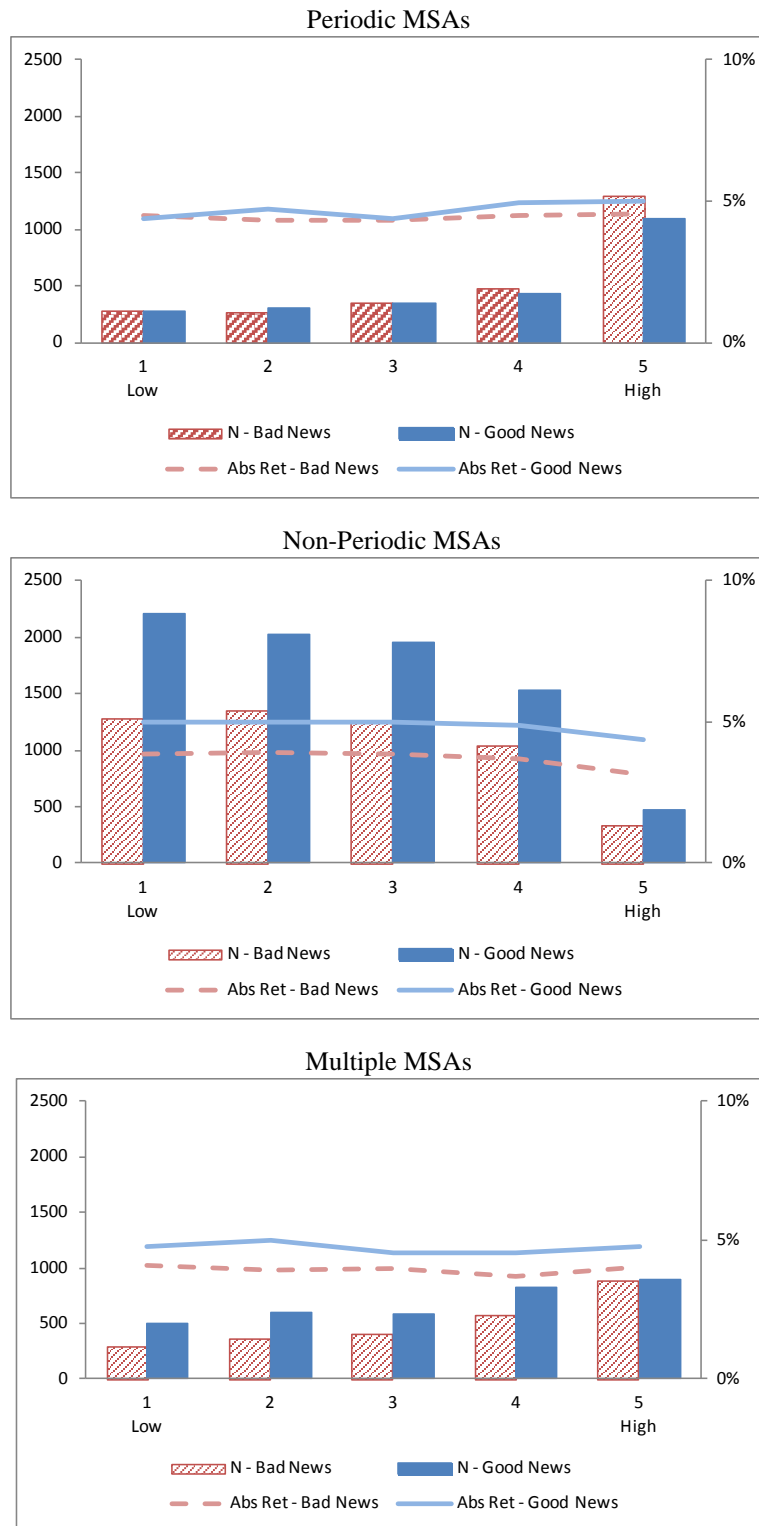 Periodic MSAs
2500 10%
2000
1500
1000 5%
500
0 0%
1 2 3 4 5
Low High
N - Bad News N - Good News
Abs Ret - Bad News Abs Ret - Good News
Non-Periodic MSAs
2500 10%
2000
1500
1000 5%
500
0 0%
1 2 3 4 5
Low High
N - Bad News N - Good News
Abs Ret - Bad News Abs Ret - Good News
Multiple MSAs
2500 10%
2000
1500
1000 5%
500
0 0%
1 2 3 4 5
Low High
N - Bad News N - Good News
Abs Ret - Bad News Abs Ret - Good News